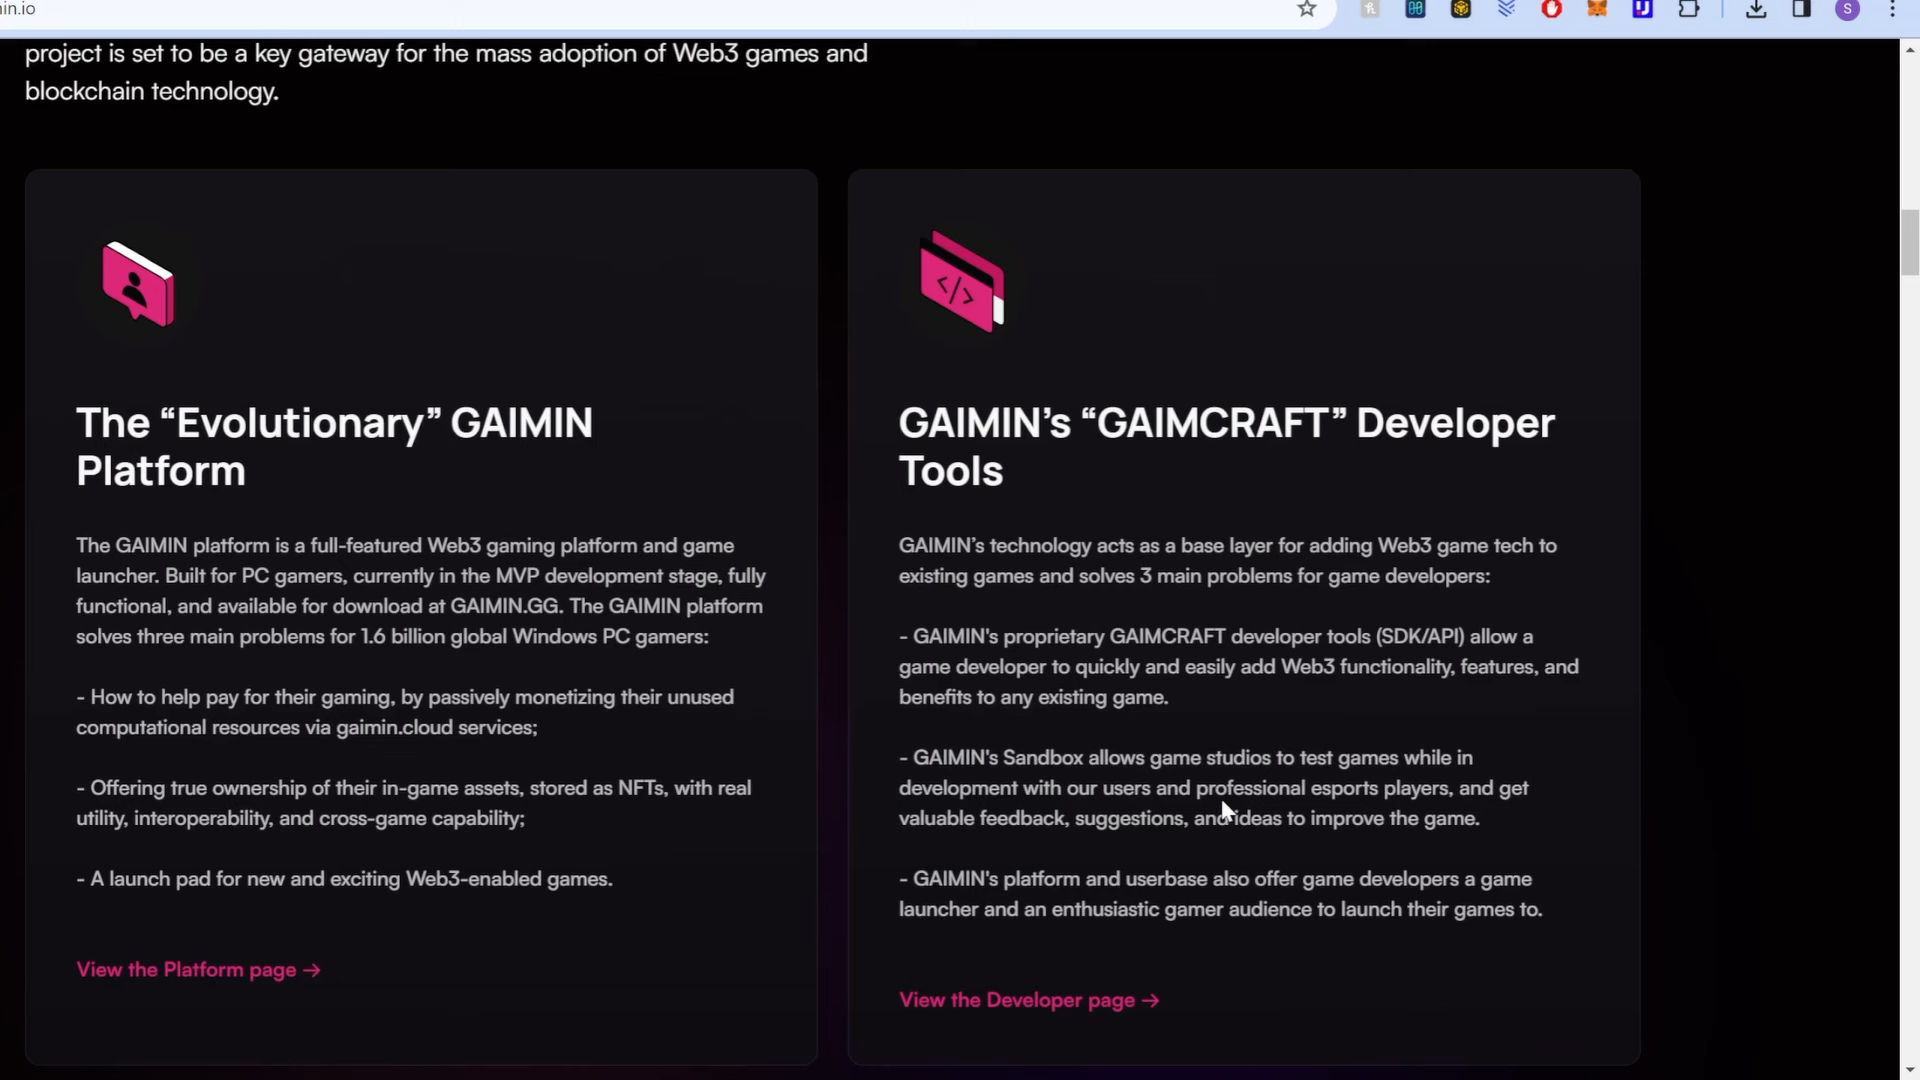 in.io
S
project is set to be a key gateway for the mass adoption of Web3 games and
blockchain technology.
The “Evolutionary” GAIMIN
Platform
The GAIMIN platform is a full-featured Web3 gaming platform and game
launcher. Built for PC gamers, currently in the MVP development stage, fully
functional, and available for download at GAIMIN.GG. The GAIMIN platform
solves three main problems for 1.6 billion global Windows PC gamers:
- How to help pay for their gaming, by passively monetizing their unused
computational resources via gaimin.cloud services;
- Offering true ownership of their in-game assets, stored as NFTs, with real
utility, interoperability, and cross-game capability;
- A launch pad for new and exciting Web3-enabled games.
View the Platform page →
</>
GAIMIN’s “GAIMCRAFT” Developer
Tools
GAIMIN’s technology acts as a base layer for adding Web3 game tech to
existing games and solves 3 main problems for game developers:
- GAIMIN's proprietary GAIMCRAFT developer tools (SDK/API) allow a
game developer to quickly and easily add Web3 functionality, features, and
benefits to any existing game.
- GAIMIN's Sandbox allows game studios to test games while in
development with our users and professional esports players, and get
valuable feedback, suggestions, and ideas to improve the game.
- GAIMIN's platform and userbase also offer game developers a game
launcher and an enthusiastic gamer audience to launch their games to.
View the Developer page →